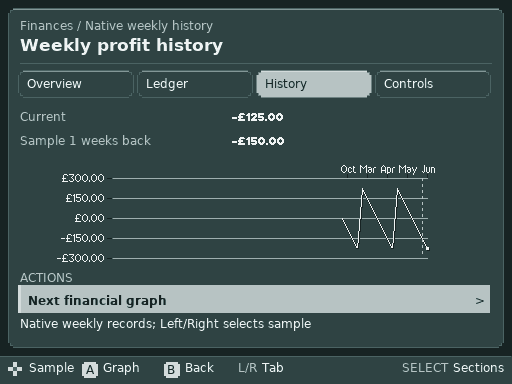 Finances / Native weekly history
Weekly profit history
Overview Ledger History Controls
Current -£125.00
Sample 1 weeks back -£150.00
Oct Mar Apr May Jun
£300.00
£150.00
£0.00
-£150.00
-£300.00
ACTIONS
Next financial graph >
Native weekly records; Left/Right selects sample
Sample A Graph B Back L/R Tab SELECT Sections